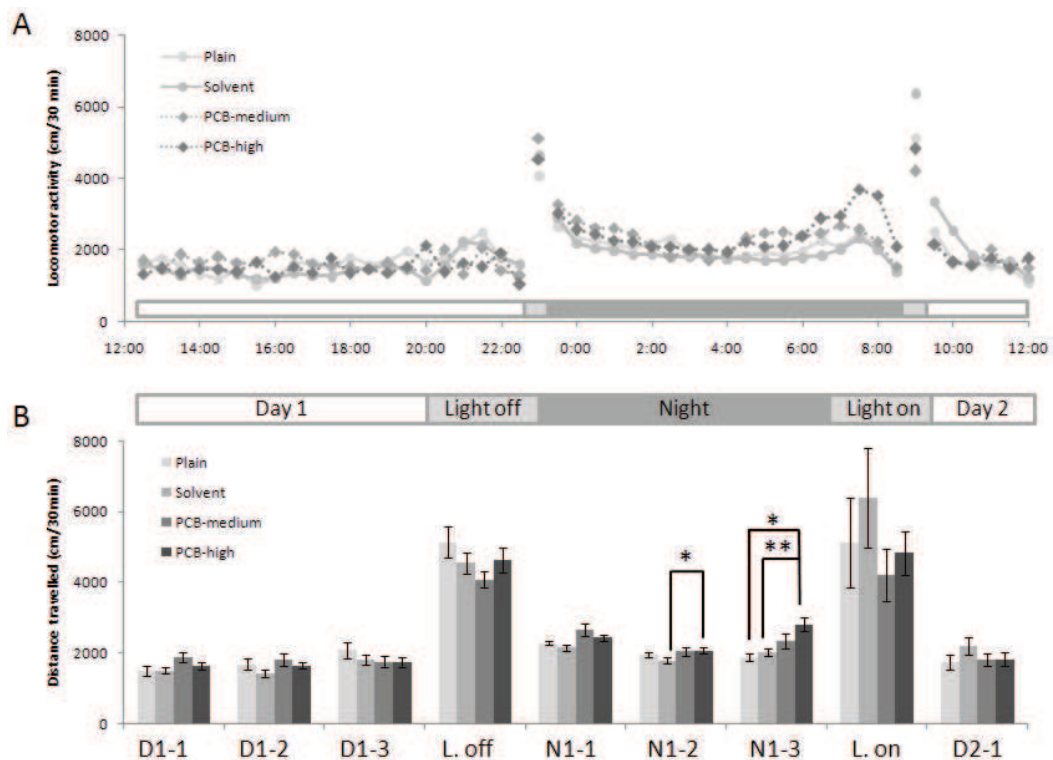 A
Locomotor activity (cm/30 min)
8000
6000
4000
2000
0
Plain
Solvent
PCB-medium
PCB-high
12:00 14:00 16:00 18:00 20:00 22:00 0:00 2:00 4:00 6:00 8:00 10:00 12:00
B
Day 1 Light off Night Light on Day 2
Distance travelled (cm/30min)
8000
6000
4000
2000
0
Plain
Solvent
PCB-medium
PCB-high
*
*
**
D1-1 D1-2 D1-3 L. off N1-1 N1-2 N1-3 L. on D2-1